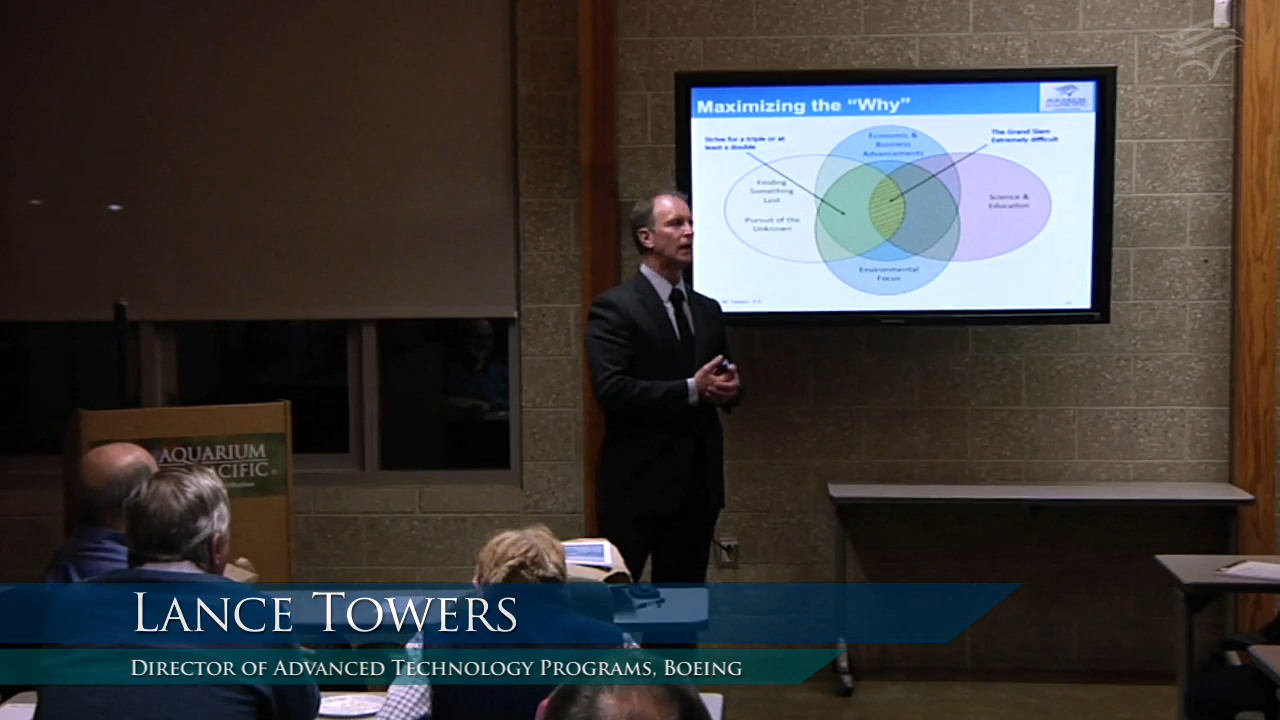 Maximizing the "Why"
AQUARIUM
Strive for a triple or at
least a double
Economic &
Business
Advancements
The Grand Slam
Extremely difficult
Finding
Something
Lost
Pursuit of the
Unknown
Science &
Education
Environmental
Focus
AQUARIUM
PACIFIC
LANCE TOWERS
DIRECTOR OF ADVANCED TECHNOLOGY PROGRAMS, BOEING